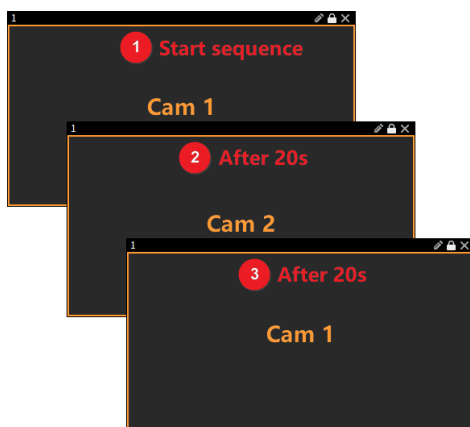 1
1 Start sequence
Cam 1
1
2 After 20s
Cam 2
1
3 After 20s
Cam 1